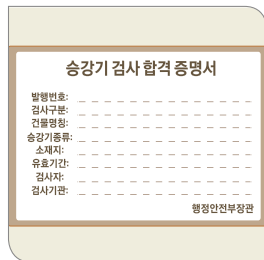 승강기 검사 합격 증명서
발행번호:
검사구분:
건물명칭:
승강기종류:
소재지:
유효기간:
검사자:
검사기관:
행정안전부장관